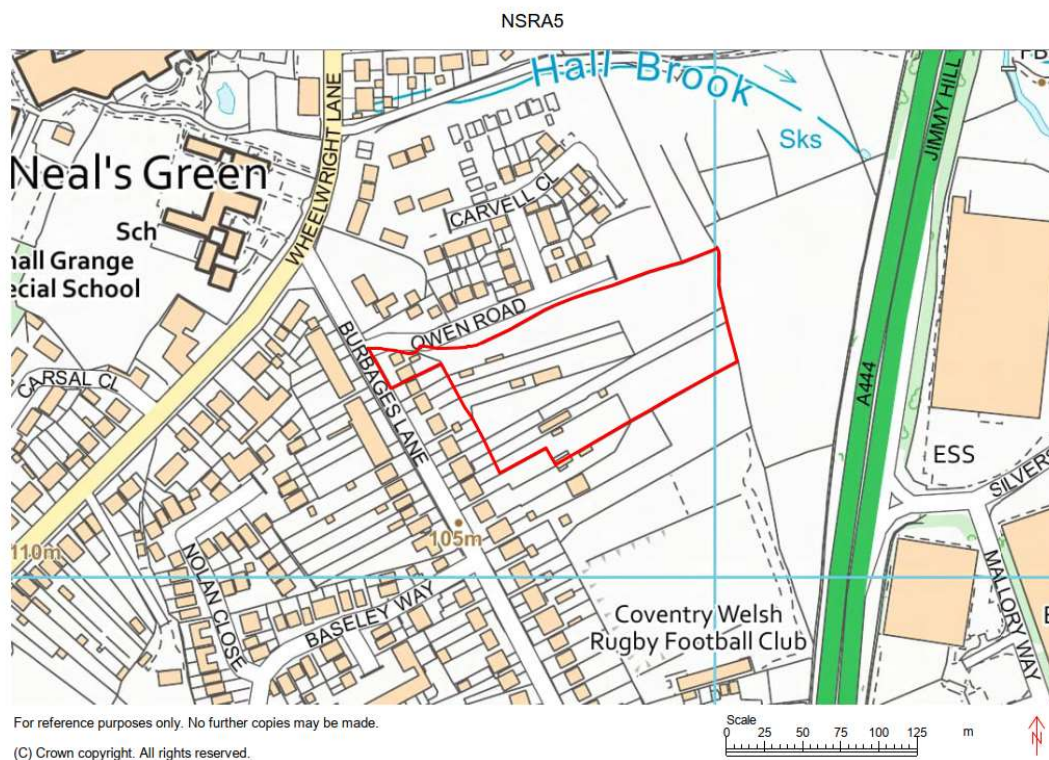 NSRA5
Hall Brook
Sks
JIMMY HILL
WHEELWRIGHT LANE
Neal's Green
Sch
CARVELL CL
hall Grange
ecial School
OWEN ROAD
BURBAGES LANE
CARSAL CL
A444
ESS
SILVERS
110m
105m
NOLAN CLOSE
BASELEY WAY
Coventry Welsh
Rugby Football Club
MALLORY WAY
For reference purposes only. No further copies may be made.
(C) Crown copyright. All rights reserved.
Scale
0 25 50 75 100 125 m
N